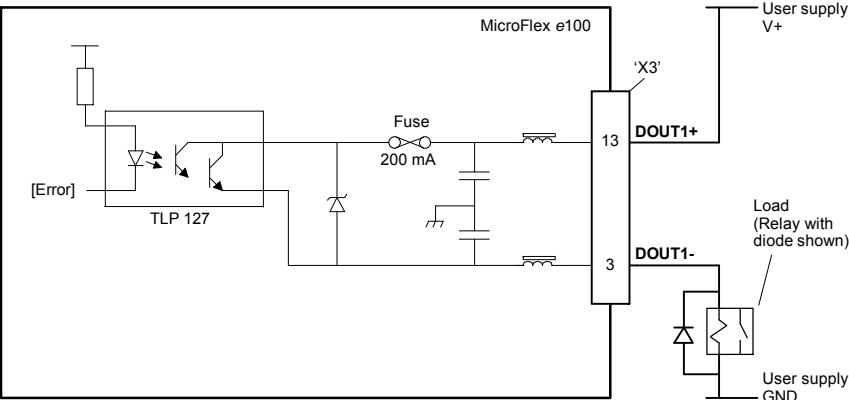 User supply
V+
MicroFlex e100
'X3'
Fuse
200 mA
13
DOUT1+
[Error]
TLP 127
Load
(Relay with
diode shown)
3
DOUT1-
User supply
GND